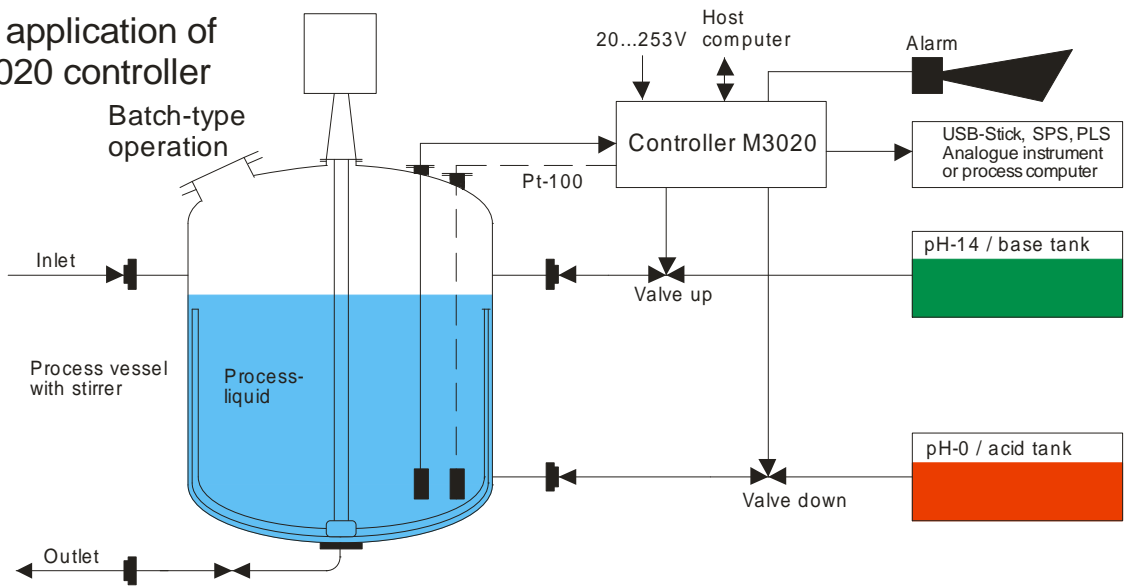 application of
020 controller
Batch-type
operation
20...253V
Host
computer
Alarm
Controller M3020
USB-Stick, SPS, PLS
Analogue instrument
or process computer
Pt-100
Inlet
Valve up
pH-14 / base tank
Process vessel
with stirrer
Process-
liquid
pH-0 / acid tank
Valve down
Outlet